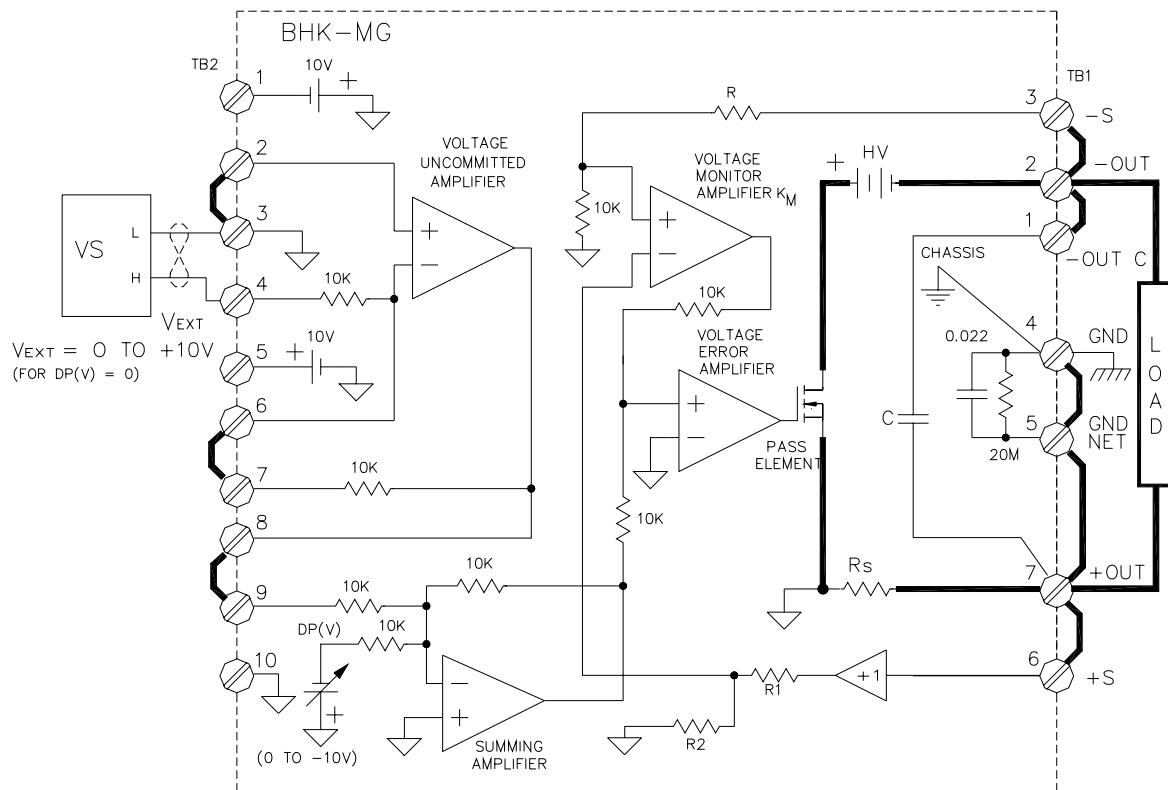 BHK-MG
TB2
TB1
1
10V
+
2
3
4
10K
VOLTAGE
UNCOMMITTED
AMPLIFIER
+
−
VS
L
H
VEXT
VEXT = 0 TO +10V
(FOR DP(V) = 0)
5
+
10V
6
7
10K
8
9
10K
10K
DP(V)
10K
10
+
(0 TO -10V)
−
+
SUMMING
AMPLIFIER
R
10K
VOLTAGE
MONITOR
AMPLIFIER KM
+
−
10K
VOLTAGE
ERROR
AMPLIFIER
+
−
10K
PASS
ELEMENT
+
HV
3
-S
2
-OUT
1
-OUT C
CHASSIS
4
GND
0.022
C
20M
5
GND
NET
LOAD
Rs
7
+OUT
6
+S
+1
R1
R2